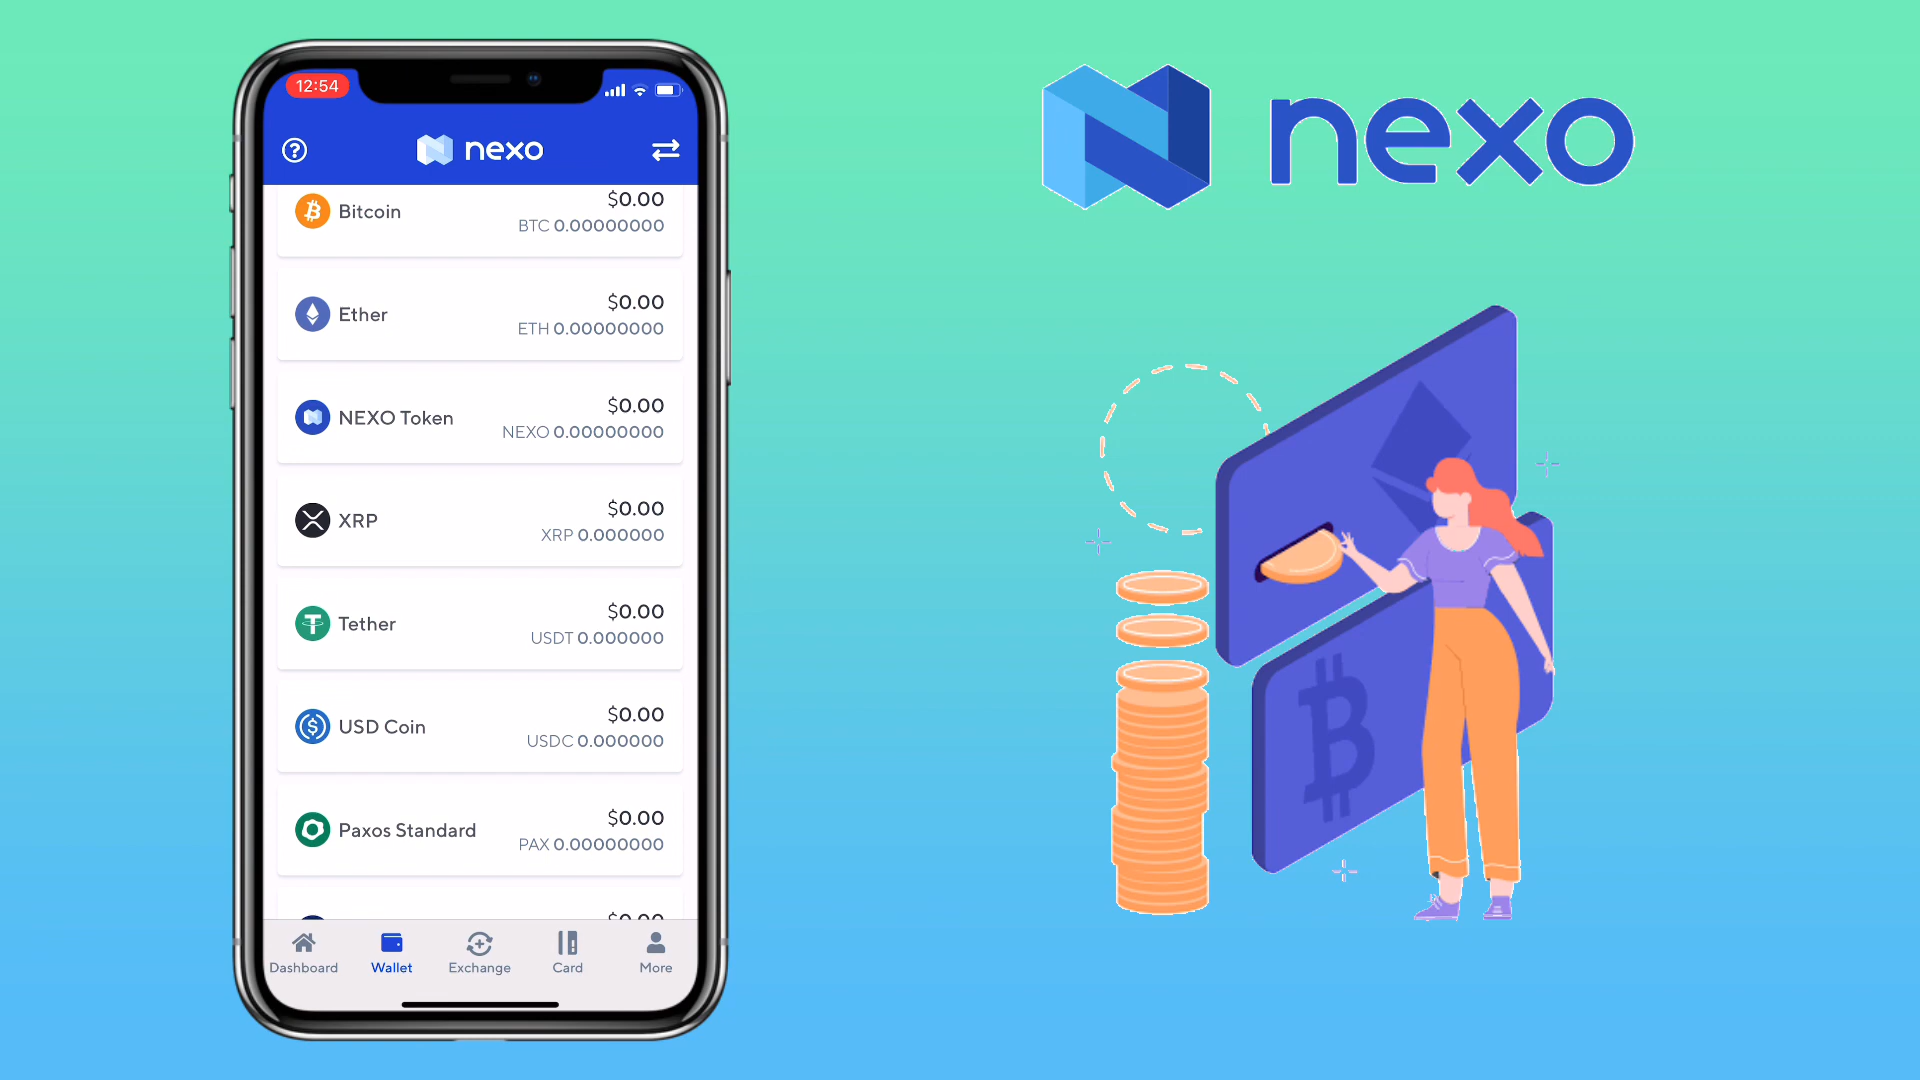 12:54
nexo
Bitcoin
$0.00
BTC 0.00000000
Ether
$0.00
ETH 0.00000000
NEXO Token
$0.00
NEXO 0.00000000
XRP
$0.00
XRP 0.000000
Tether
$0.00
USDT 0.000000
USD Coin
$0.00
USDC 0.000000
Paxos Standard
$0.00
PAX 0.00000000
$0.00
Dashboard
Wallet
Exchange
Card
More
nexo